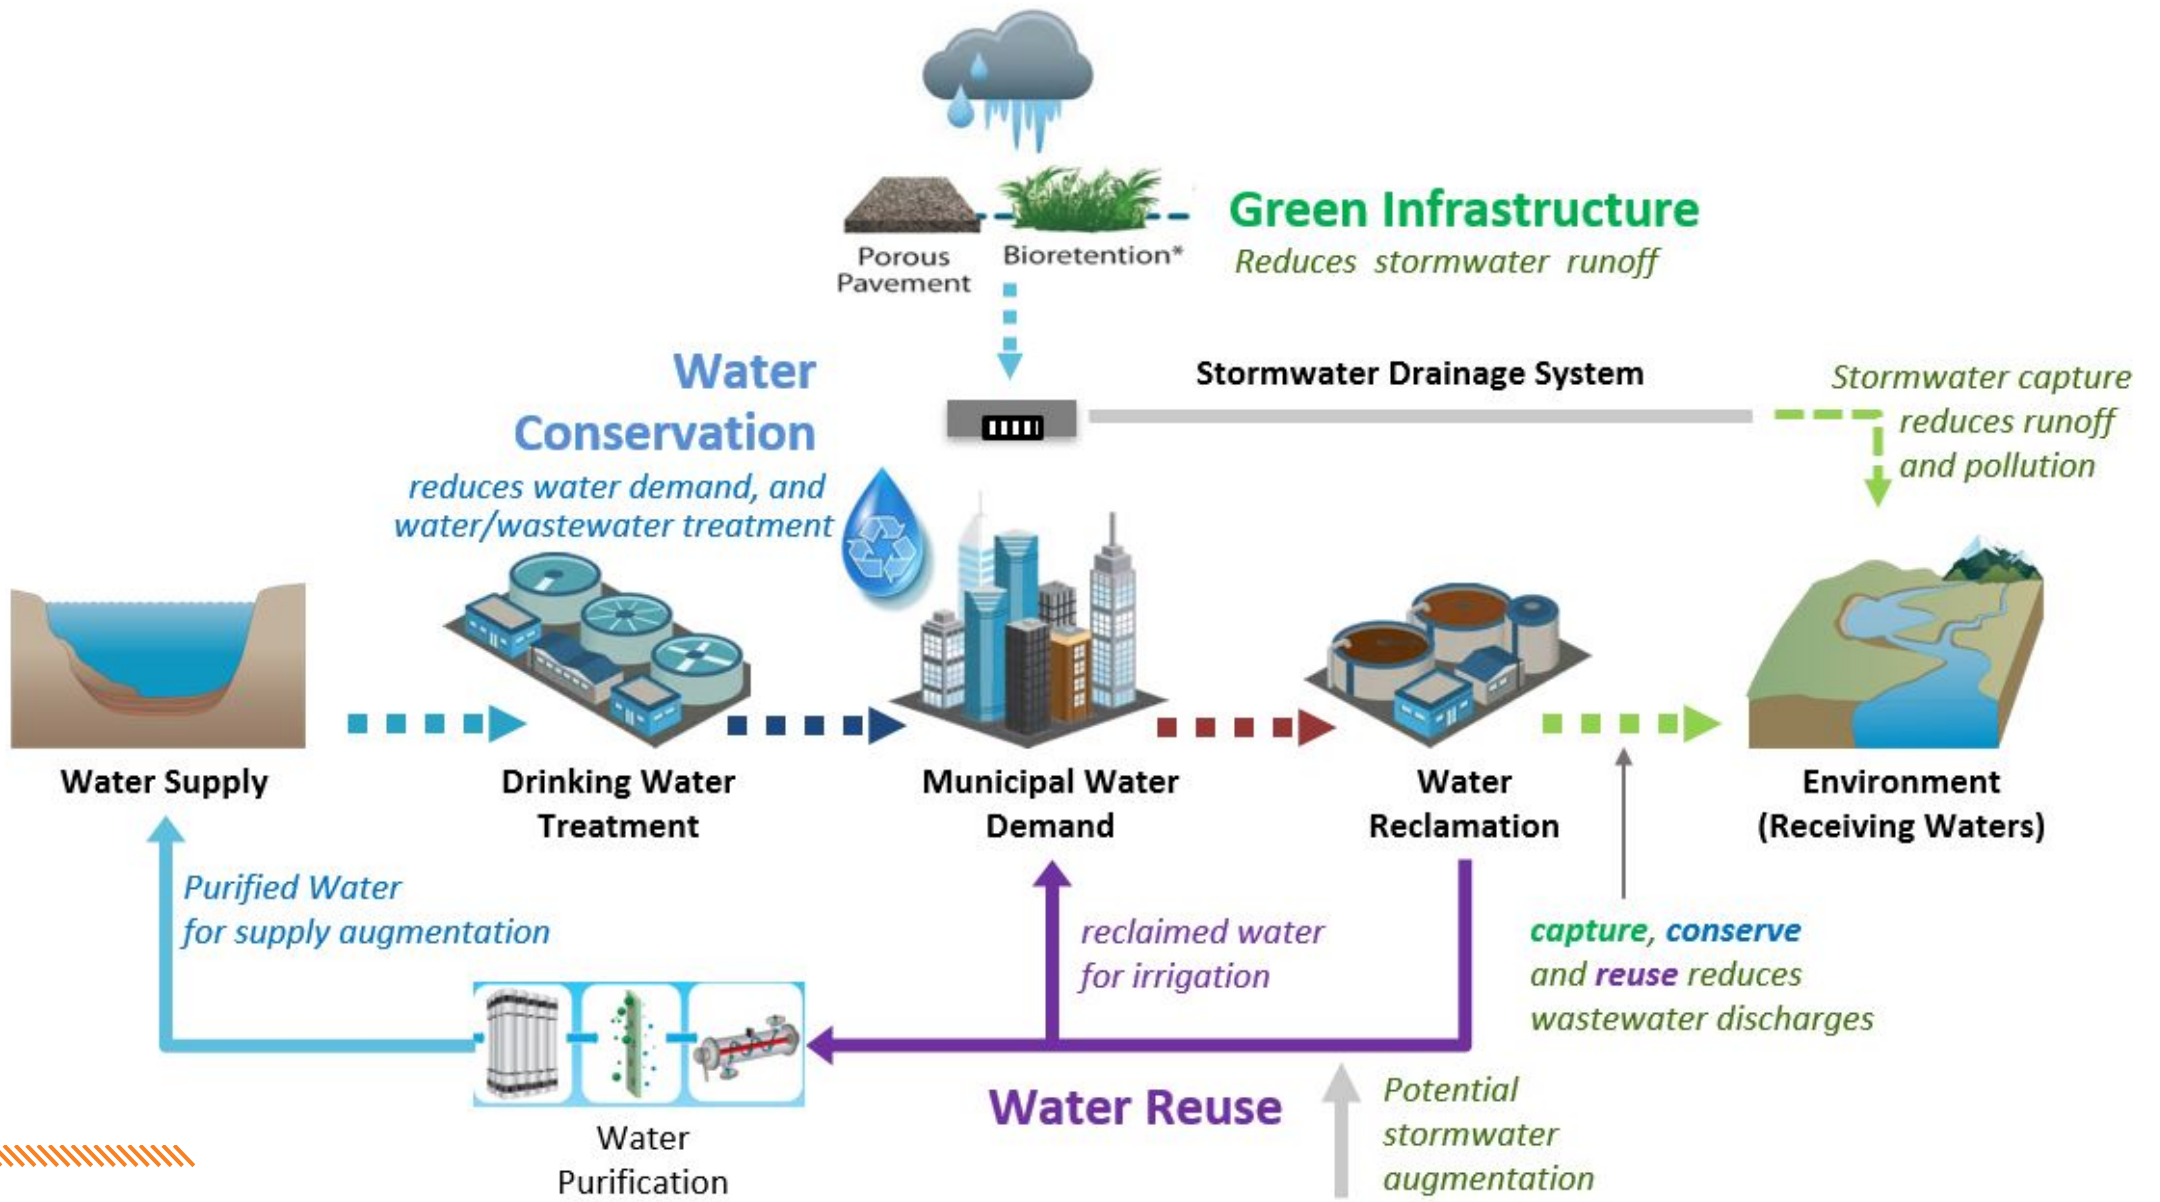 Porous
Pavement
Bioretention*
Green Infrastructure
Reduces stormwater runoff
Water
Conservation
reduces water demand, and
water/wastewater treatment
Stormwater Drainage System
Stormwater capture
reduces runoff
and pollution
Water Supply
Drinking Water
Treatment
Municipal Water
Demand
Water
Reclamation
Environment
(Receiving Waters)
Purified Water
for supply augmentation
reclaimed water
for irrigation
capture, conserve
and reuse reduces
wastewater discharges
Water Reuse
Potential
stormwater
augmentation
Water
Purification